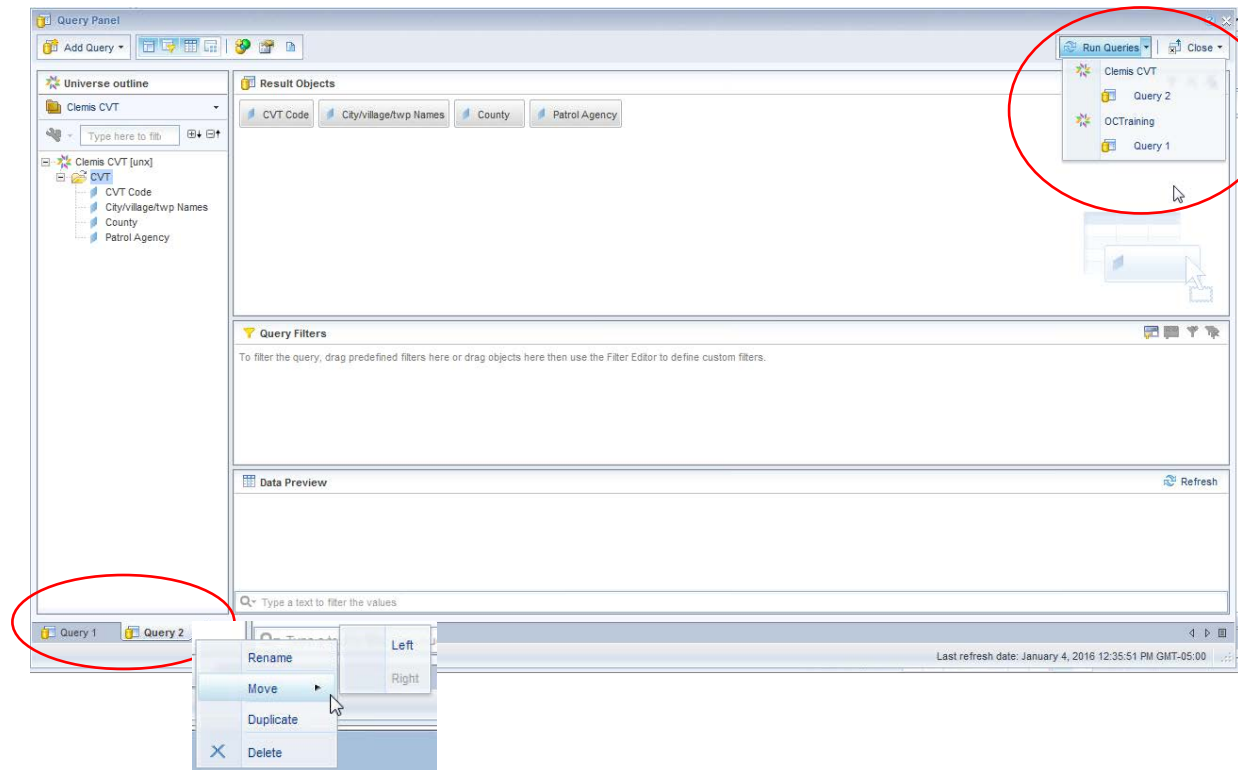 Query Panel
Add Query
Run Queries
Close
Universe outline
Clemis CVT
Type here to filt
Clemis CVT [unx]
CVT
CVT Code
City/village/twp Names
County
Patrol Agency
Result Objects
CVT Code
City/village/twp Names
County
Patrol Agency
Clemis CVT
Query 2
OCTraining
Query 1
Query Filters
To filter the query, drag predefined filters here or drag objects here then use the Filter Editor to define custom filters.
Data Preview
Refresh
Type a text to filter the values
Query 1
Query 2
Last refresh date: January 4, 2016 12:35:51 PM GMT-05:00
Rename
Move
Duplicate
Delete
Left
Right